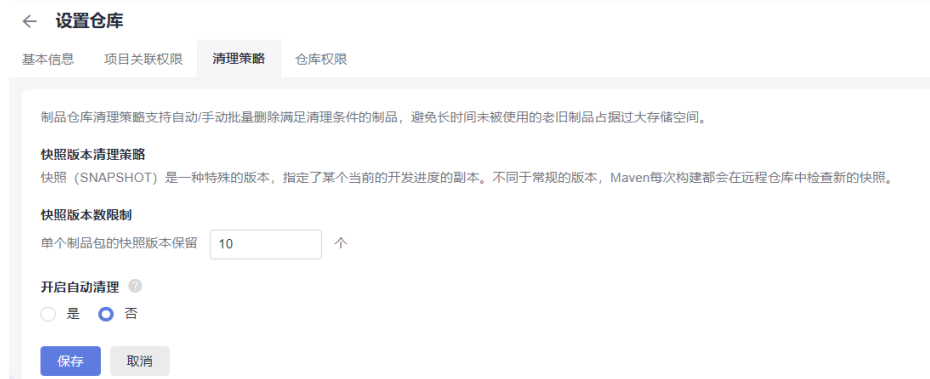 ← 设置仓库
基本信息 项目关联权限 清理策略 仓库权限
制品仓库清理策略支持自动/手动批量删除满足清理条件的制品，避免长时间未被使用的老旧制品占据过大存储空间。
快照版本清理策略
快照（SNAPSHOT）是一种特殊的版本，指定了某个当前的开发进度的副本。不同于常规的版本，Maven每次构建都会在远程仓库中检查新的快照。
快照版本数限制
单个制品包的快照版本保留 10 个
开启自动清理 ?
是 否
保存 取消